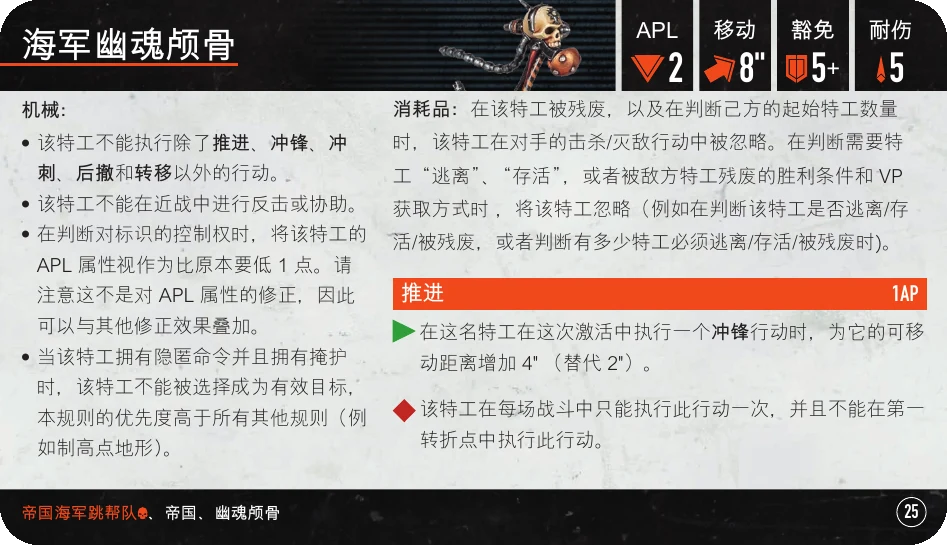 海军幽魂颅骨
APL 移动 豁免 耐伤
2 8" 5+ 5
机械：
• 该特工不能执行除了推进、冲锋、冲
刺、后撤和转移以外的行动。
• 该特工不能在近战中进行反击或协助。
• 在判断对标识的控制权时，将该特工的
APL 属性视作为比原本要低 1 点。请
注意这不是对 APL 属性的修正，因此
可以与其他修正效果叠加。
• 当该特工拥有隐匿命令并且拥有掩护
时，该特工不能被选择成为有效目标，
本规则的优先度高于所有其他规则（例
如制高点地形）。
消耗品：在该特工被残废，以及在判断己方的起始特工数量
时，该特工在对手的击杀/灭敌行动中被忽略。在判断需要特
工“逃离”、“存活”，或者被敌方特工残废的胜利条件和 VP
获取方式时 ，将该特工忽略（例如在判断该特工是否逃离/存
活/被残废，或者判断有多少特工必须逃离/存活/被残废时)。
推进 1AP
在这名特工在这次激活中执行一个冲锋行动时，为它的可移
动距离增加 4" （替代 2"）。
该特工在每场战斗中只能执行此行动一次，并且不能在第一
转折点中执行此行动。
帝国海军跳帮队、帝国、幽魂颅骨
25